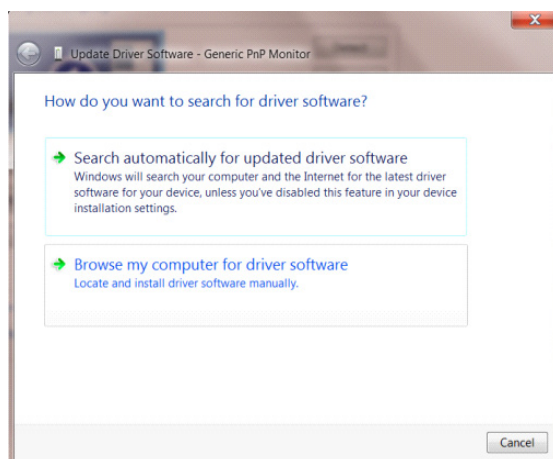 Update Driver Software - Generic PnP Monitor
How do you want to search for driver software?
Search automatically for updated driver software
Windows will search your computer and the Internet for the latest driver
software for your device, unless you've disabled this feature in your device
installation settings.
Browse my computer for driver software
Locate and install driver software manually.
Cancel